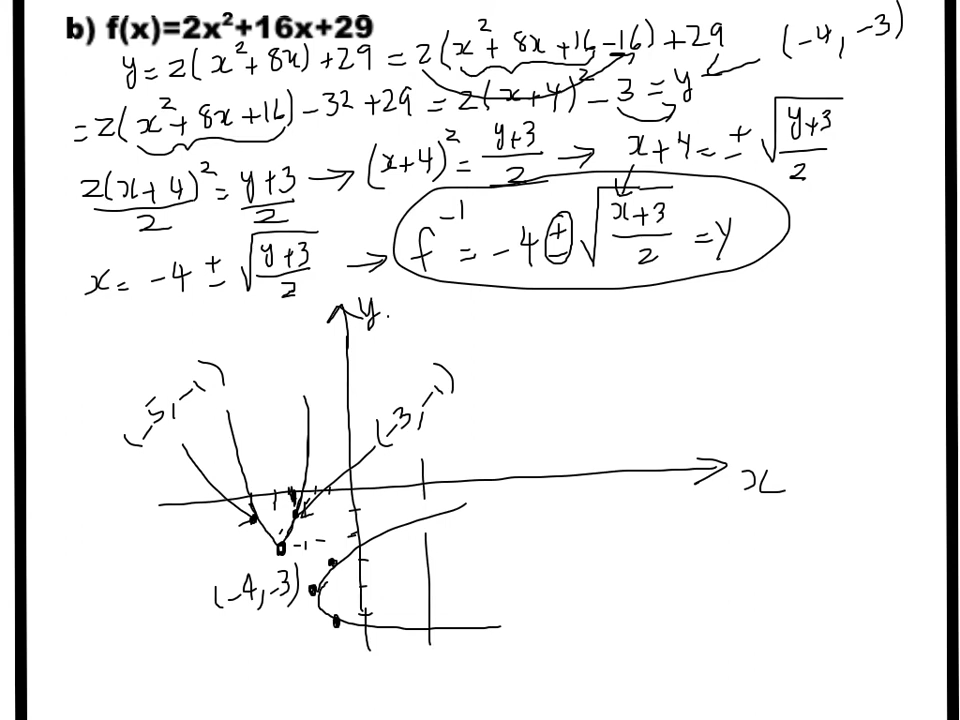 b) f(x)=2x²+16x+29
y = 2(x²+8x)+29 = 2(x²+8x+16-16)+29 (-4,-3)
= 2(x²+8x+16)-32+29 = 2(x+4)²-3 = y
2(x+4)²/2 = y+3/2 → (x+4)² = y+3/2 → x+4 = ±√y+3/2
x = -4 ± √y+3/2 → f⁻¹ = -4 ± √x+3/2 = y
y.
(-5,-1) (-3,-1)
x
-1
(-4,-3)